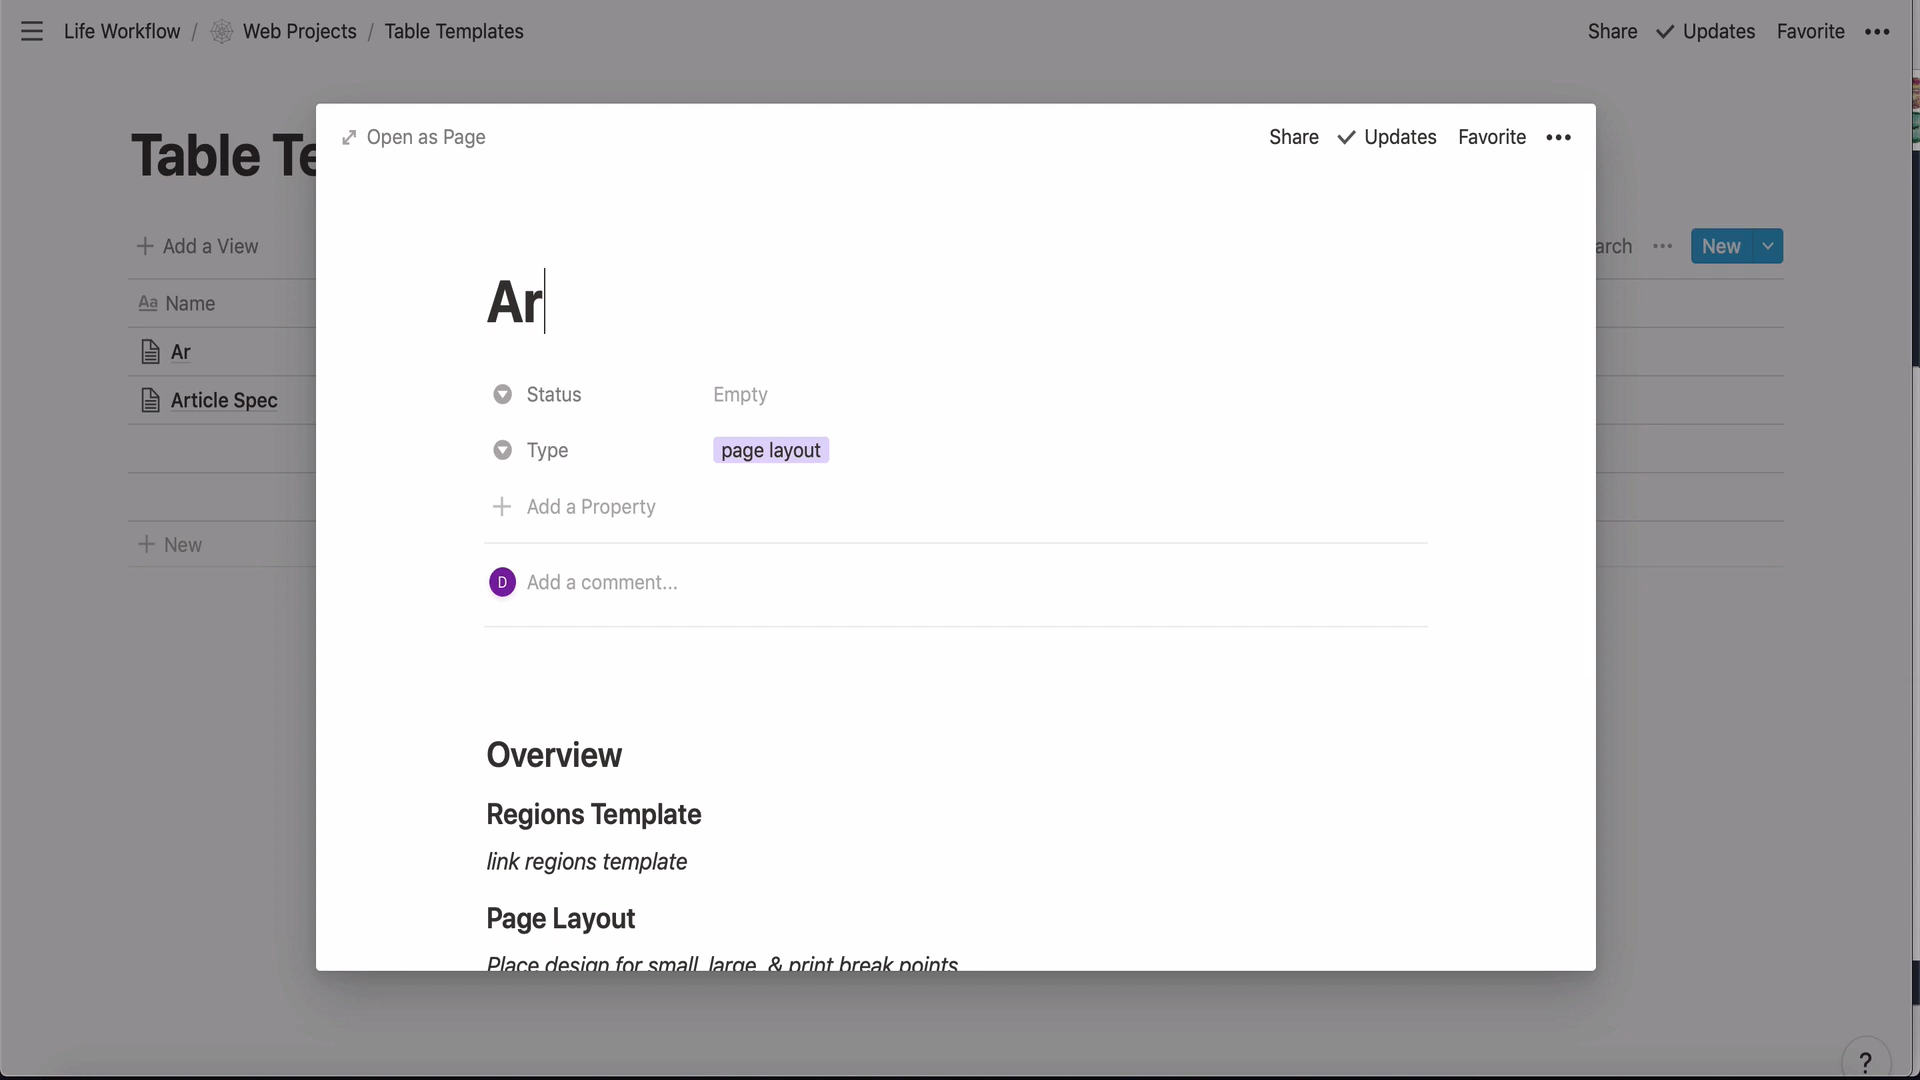 Life Workflow / Web Projects / Table Templates
Share Updates Favorite •••
Open as Page
Share Updates Favorite •••
Table Te
+ Add a View
arch ••• New
Ar
Aa Name
Ar
Status Empty
Article Spec
Type page layout
+ Add a Property
+ New
D Add a comment...
Overview
Regions Template
link regions template
Page Layout
Place design for small, large, & print break points
?